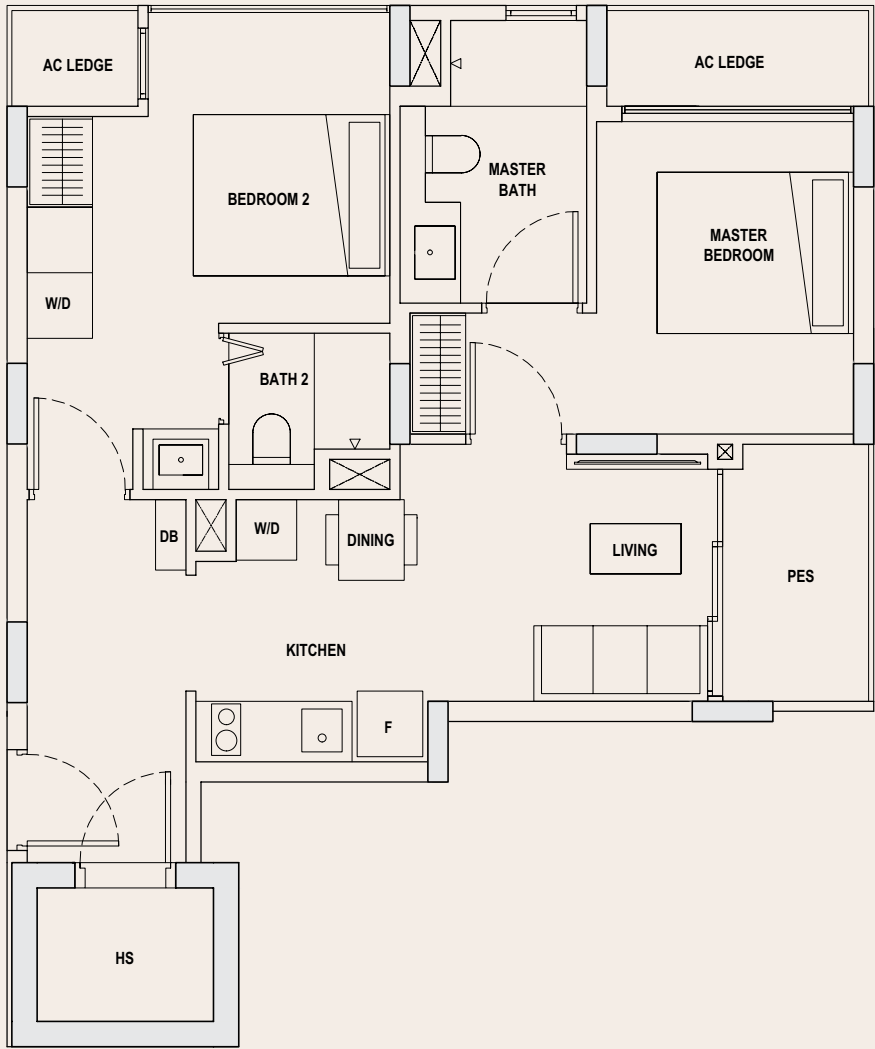 AC LEDGE
AC LEDGE
MASTER
BATH
BEDROOM 2
MASTER
BEDROOM
W/D
BATH 2
DB
W/D
DINING
LIVING
PES
KITCHEN
F
HS